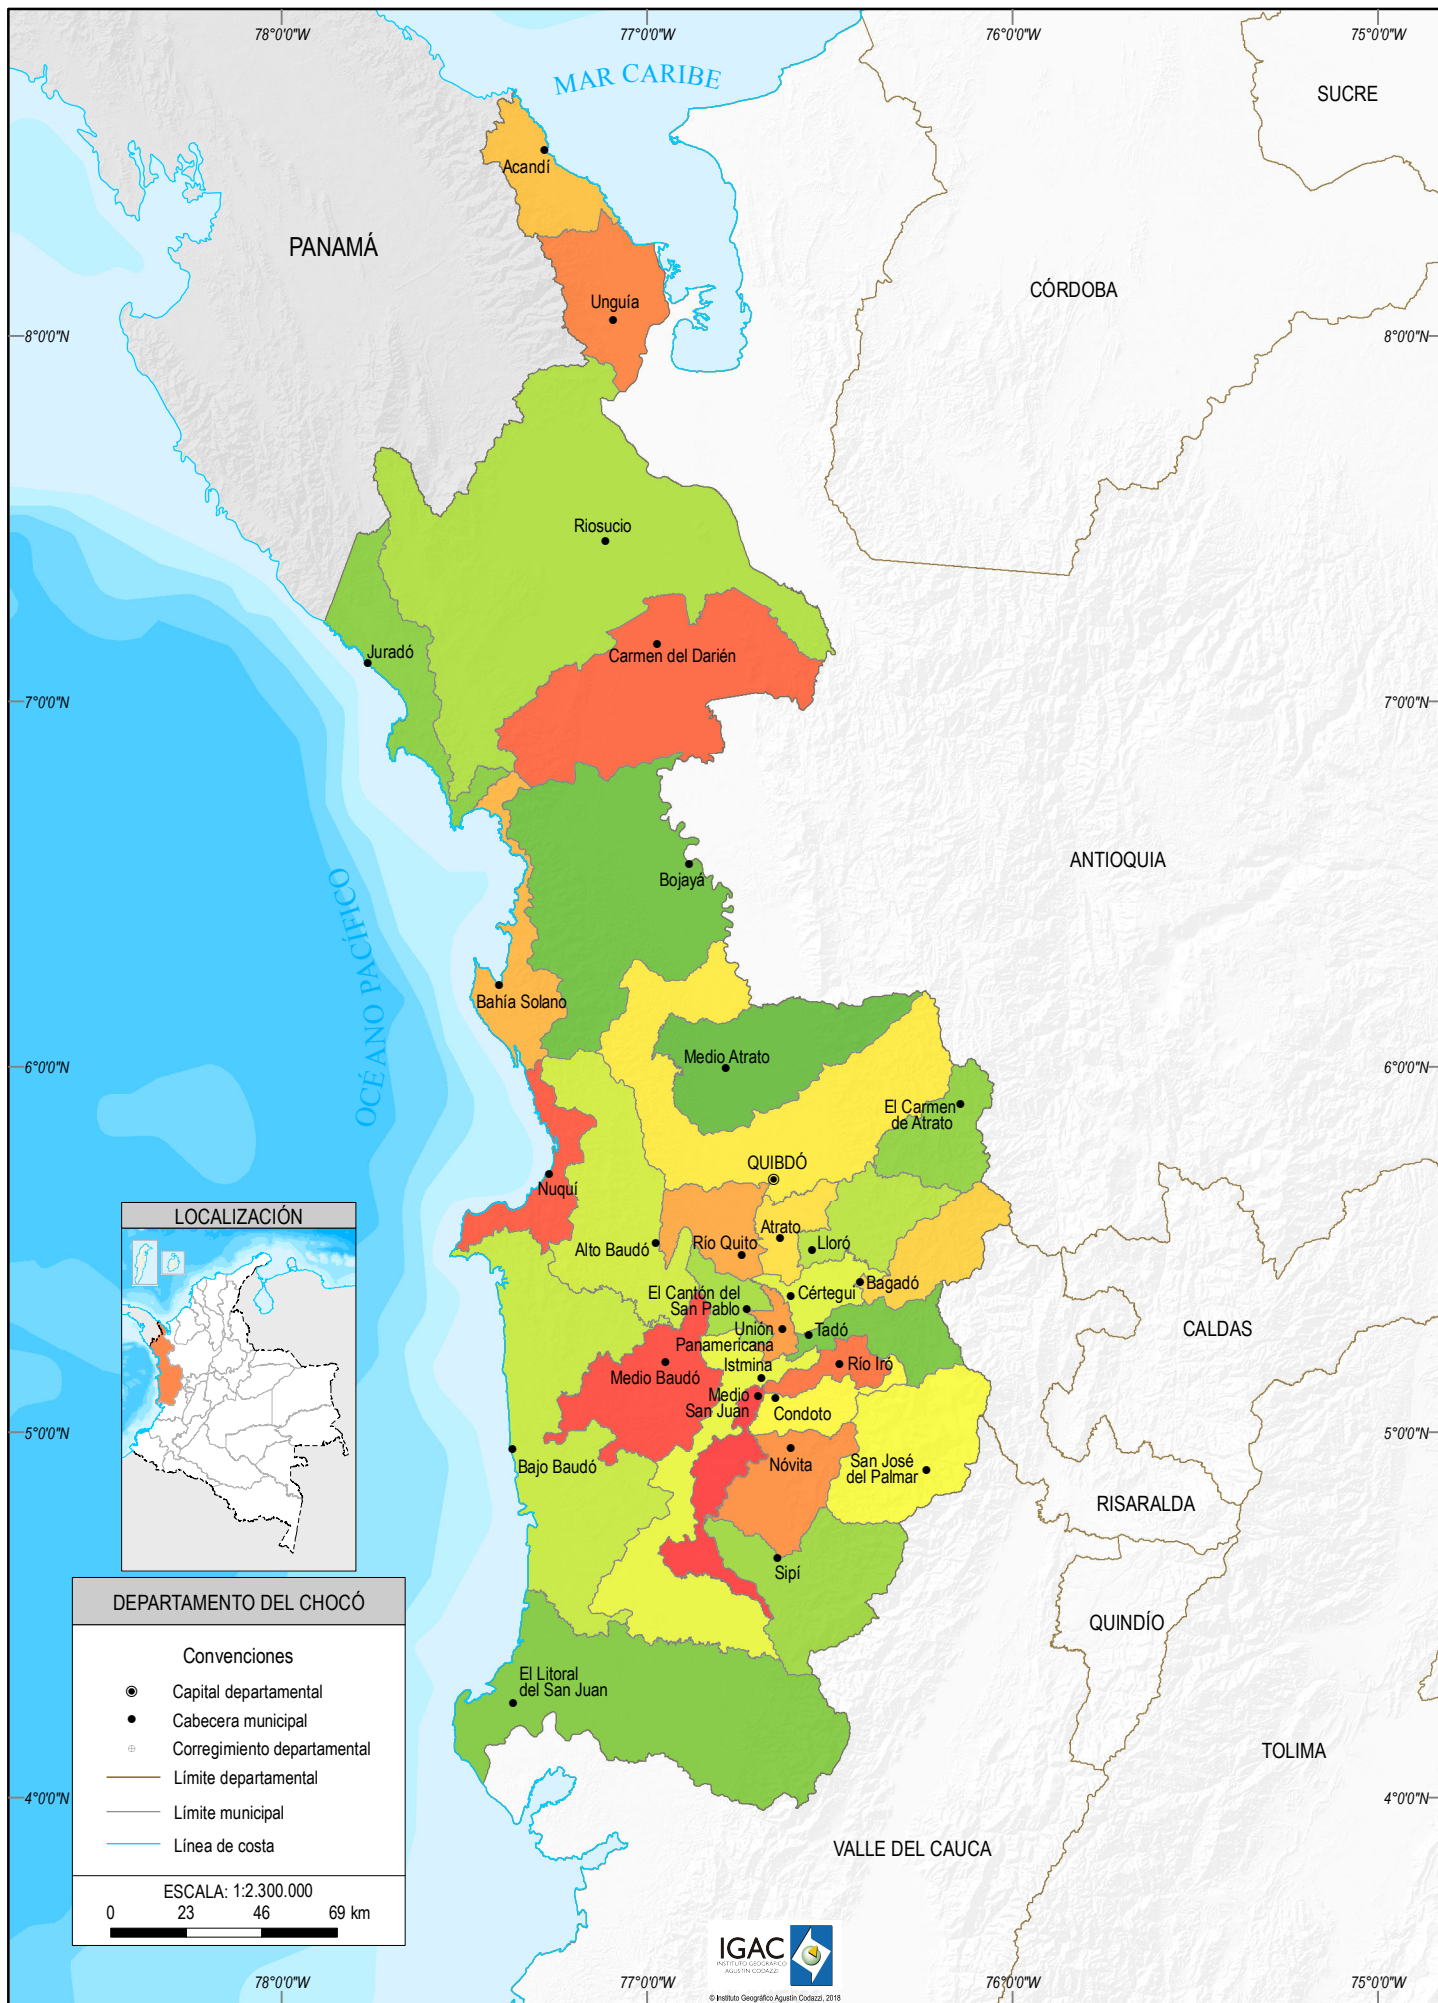 78°0'0"W
77°0'0"W
76°0'0"W
75°0'0"W
MAR CARIBE
SUCRE
Acandí
PANAMÁ
CÓRDOBA
Unguía
8°0'0"N
8°0'0"N
Riosucio
Juradó
Carmen del Darién
7°0'0"N
7°0'0"N
ANTIOQUIA
Bojayá
OCÉANO PACÍFICO
Bahía Solano
Medio Atrato
6°0'0"N
6°0'0"N
El Carmen
de Atrato
QUIBDÓ
Nuquí
Atrato
Alto Baudó
Río Quito
Lloró
Bagadó
El Cantón del
San Pablo
Cértegui
Unión
Panamericana
Tadó
CALDAS
Istmina
Río Iró
Medio Baudó
Medio
San Juan
Condoto
5°0'0"N
5°0'0"N
Bajo Baudó
Nóvita
San José
del Palmar
RISARALDA
Sipí
QUINDÍO
El Litoral
del San Juan
TOLIMA
4°0'0"N
4°0'0"N
VALLE DEL CAUCA
LOCALIZACIÓN
DEPARTAMENTO DEL CHOCÓ
Convenciones
Capital departamental
Cabecera municipal
Corregimiento departamental
Límite departamental
Límite municipal
Línea de costa
ESCALA: 1:2.300.000
0 23 46 69 km
IGAC
INSTITUTO GEOGRÁFICO
AGUSTÍN CODAZZI
© Instituto Geográfico Agustín Codazzi, 2018
78°0'0"W
77°0'0"W
76°0'0"W
75°0'0"W